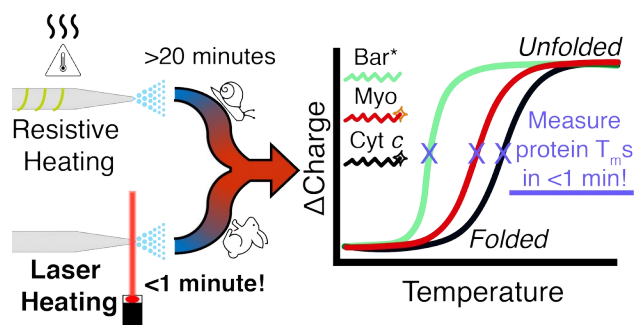 >20 minutes
Resistive
Heating
Laser
Heating
<1 minute!
ΔCharge
Temperature
Bar*
Myo
Cyt c
Unfolded
Folded
Measure
protein Tms
in <1 min!